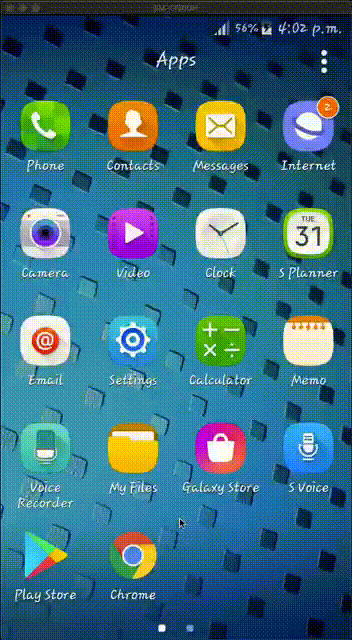 56% 4:02 p.m.
Apps
2
Phone Contacts Messages Internet
TUE
31
Camera Video Clock S Planner
@
Email Settings Calculator Memo
Voice Recorder My Files Galaxy Store S Voice
Play Store Chrome